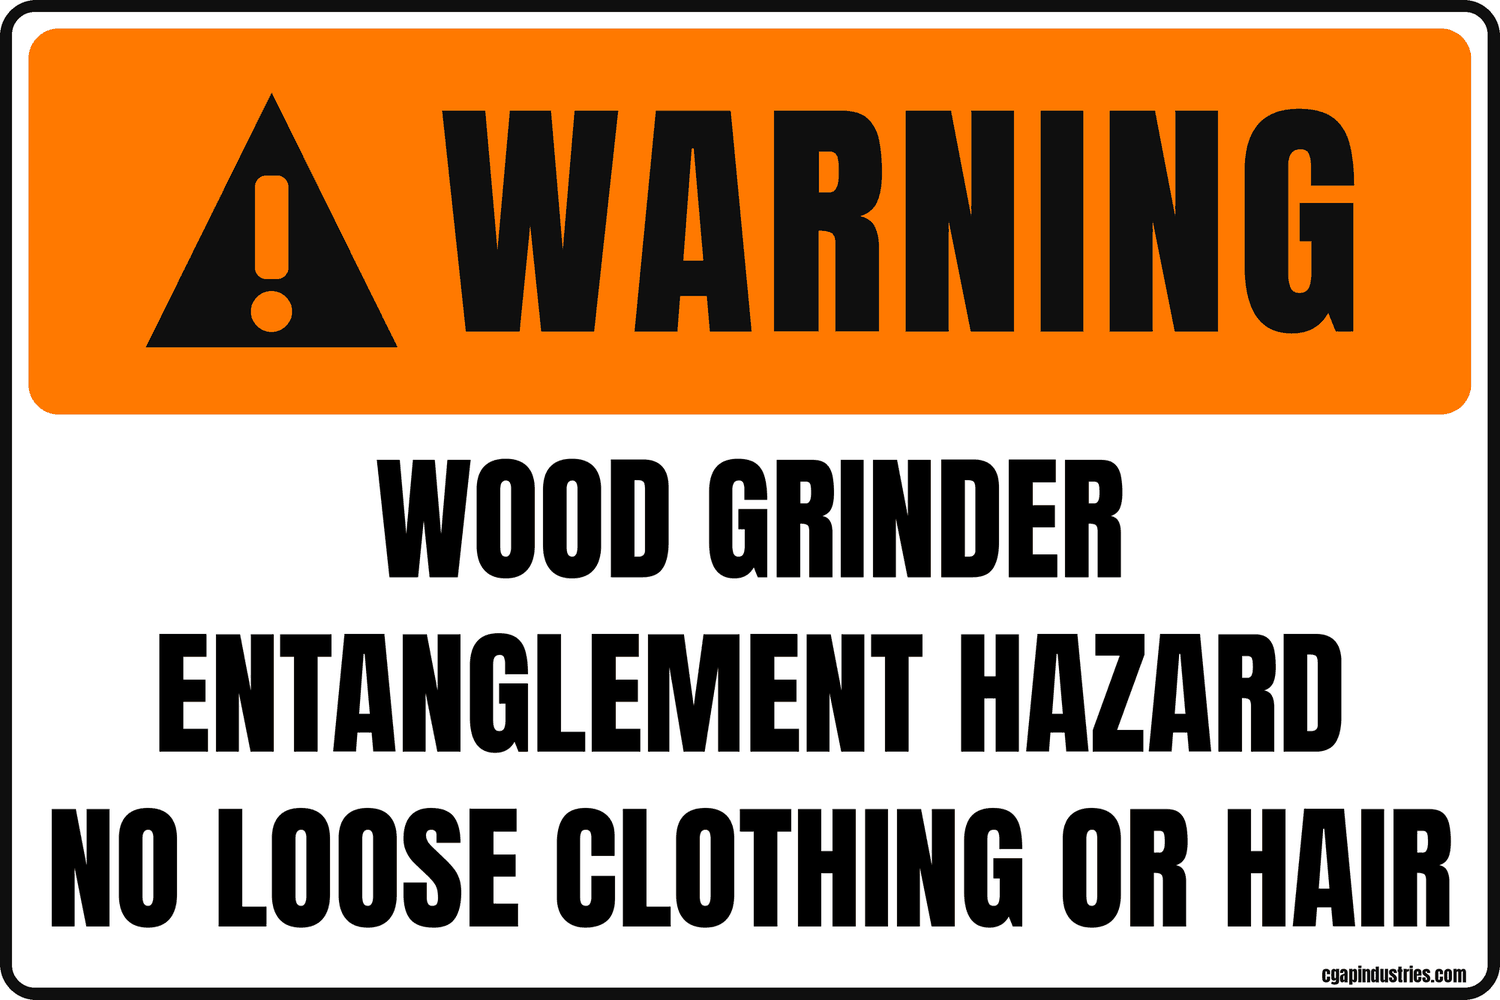 WARNING
WOOD GRINDER
ENTANGLEMENT HAZARD
NO LOOSE CLOTHING OR HAIR
cgapindustries.com